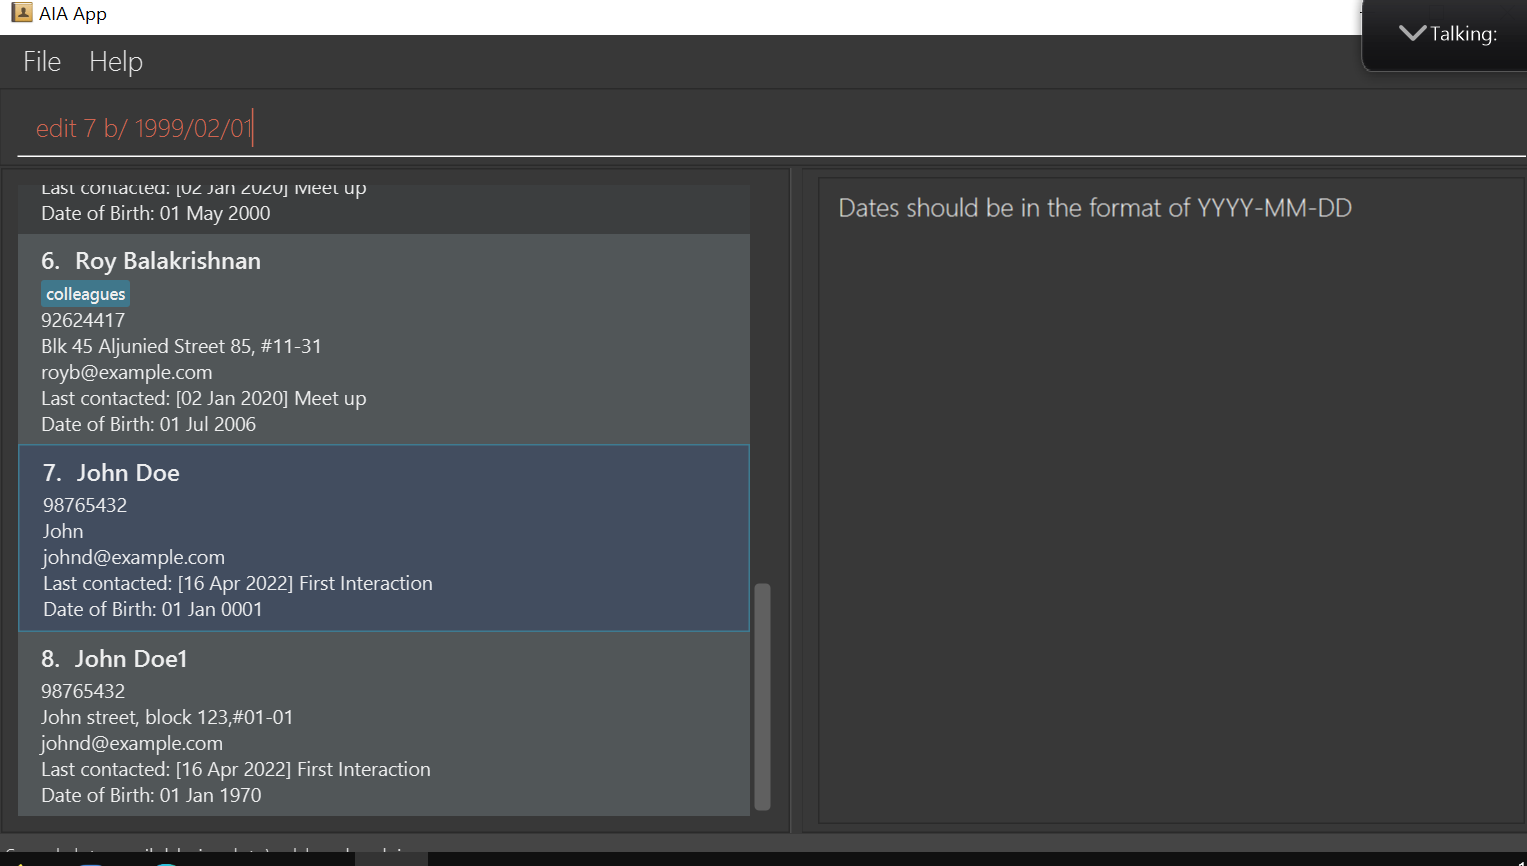 AIA App
Talking:
File Help
edit 7 b/ 1999/02/01
Last contacted: [02 Jan 2020] Meet up
Date of Birth: 01 May 2000
6. Roy Balakrishnan
colleagues
92624417
Blk 45 Aljunied Street 85, #11-31
royb@example.com
Last contacted: [02 Jan 2020] Meet up
Date of Birth: 01 Jul 2006
7. John Doe
98765432
John
johnd@example.com
Last contacted: [16 Apr 2022] First Interaction
Date of Birth: 01 Jan 0001
8. John Doe1
98765432
John street, block 123,#01-01
johnd@example.com
Last contacted: [16 Apr 2022] First Interaction
Date of Birth: 01 Jan 1970
Dates should be in the format of YYYY-MM-DD